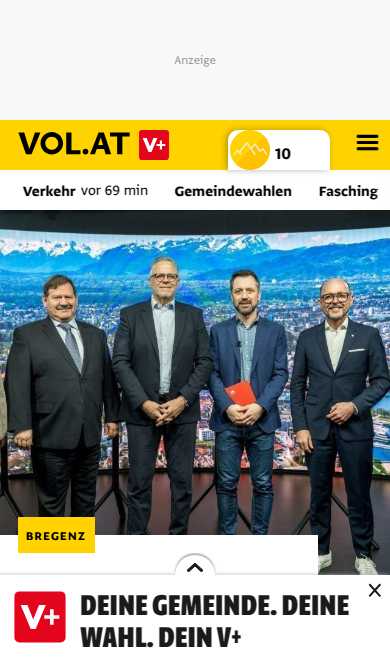 Anzeige
VOL.AT V+
10
Verkehr vor 69 min Gemeindewahlen Fasching
BREGENZ
V+
DEINE GEMEINDE. DEINE
WAHL. DEIN V+